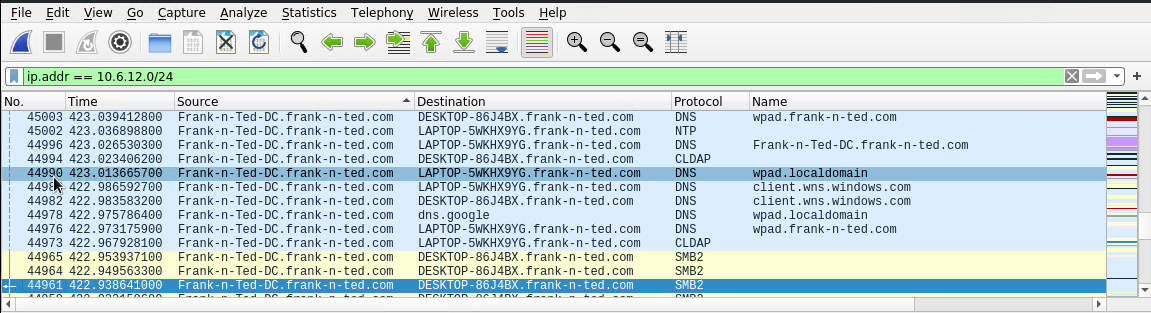 File Edit View Go Capture Analyze Statistics Telephony Wireless Tools Help
ip.addr == 10.6.12.0/24
No. Time Source Destination Protocol Name
45003 423.039412800 Frank-n-Ted-DC.frank-n-ted.com DESKTOP-86J4BX.frank-n-ted.com DNS wpad.frank-n-ted.com
45002 423.036898800 Frank-n-Ted-DC.frank-n-ted.com LAPTOP-5WKHX9YG.frank-n-ted.com NTP
44996 423.026530300 Frank-n-Ted-DC.frank-n-ted.com LAPTOP-5WKHX9YG.frank-n-ted.com DNS Frank-n-Ted-DC.frank-n-ted.com
44994 423.023406200 Frank-n-Ted-DC.frank-n-ted.com DESKTOP-86J4BX.frank-n-ted.com CLDAP
44990 423.013665700 Frank-n-Ted-DC.frank-n-ted.com LAPTOP-5WKHX9YG.frank-n-ted.com DNS wpad.localdomain
422.986592700 Frank-n-Ted-DC.frank-n-ted.com LAPTOP-5WKHX9YG.frank-n-ted.com DNS client.wns.windows.com
44982 422.983583200 Frank-n-Ted-DC.frank-n-ted.com DESKTOP-86J4BX.frank-n-ted.com DNS client.wns.windows.com
44978 422.975786400 Frank-n-Ted-DC.frank-n-ted.com dns.google DNS wpad.localdomain
44976 422.973175900 Frank-n-Ted-DC.frank-n-ted.com LAPTOP-5WKHX9YG.frank-n-ted.com DNS wpad.frank-n-ted.com
44973 422.967928100 Frank-n-Ted-DC.frank-n-ted.com LAPTOP-5WKHX9YG.frank-n-ted.com CLDAP
44965 422.953937100 Frank-n-Ted-DC.frank-n-ted.com DESKTOP-86J4BX.frank-n-ted.com SMB2
44964 422.949563300 Frank-n-Ted-DC.frank-n-ted.com DESKTOP-86J4BX.frank-n-ted.com SMB2
44961 422.938641000 Frank-n-Ted-DC.frank-n-ted.com DESKTOP-86J4BX.frank-n-ted.com SMB2